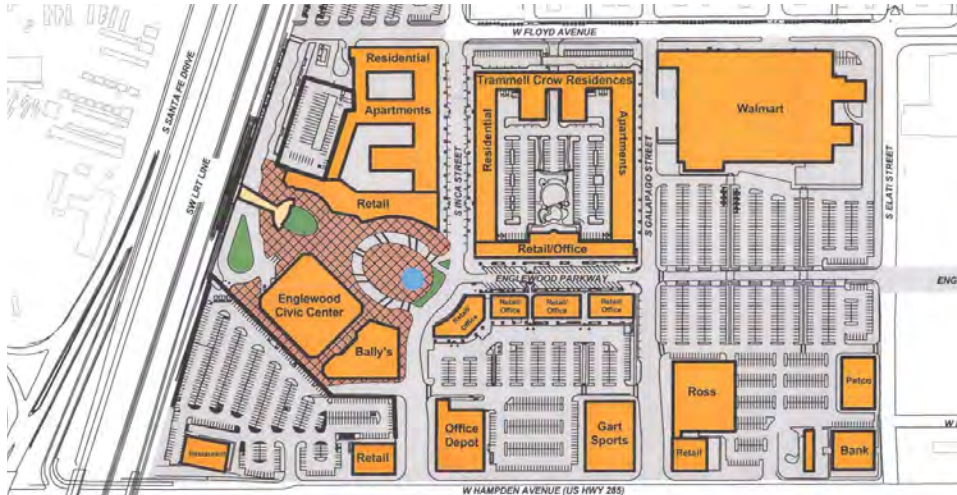 W FLOYD AVENUE
Residential
Apartments
Trammell Crow Residences
Residential
Apartments
Walmart
S SANTA FE DRIVE
SW LRT LINE
S INCA STREET
S GALAPAGO STREET
S ELATI STREET
Retail
Retail/Office
ENGLEWOOD PARKWAY
ENG
Englewood
Civic Center
Bally's
Retail/
Office
Retail/
Office
Retail/
Office
Retail/
Office
Ross
Petco
Office
Depot
Gart
Sports
Restaurant
Retail
Retail
Bank
W
W HAMPDEN AVENUE (US HWY 285)